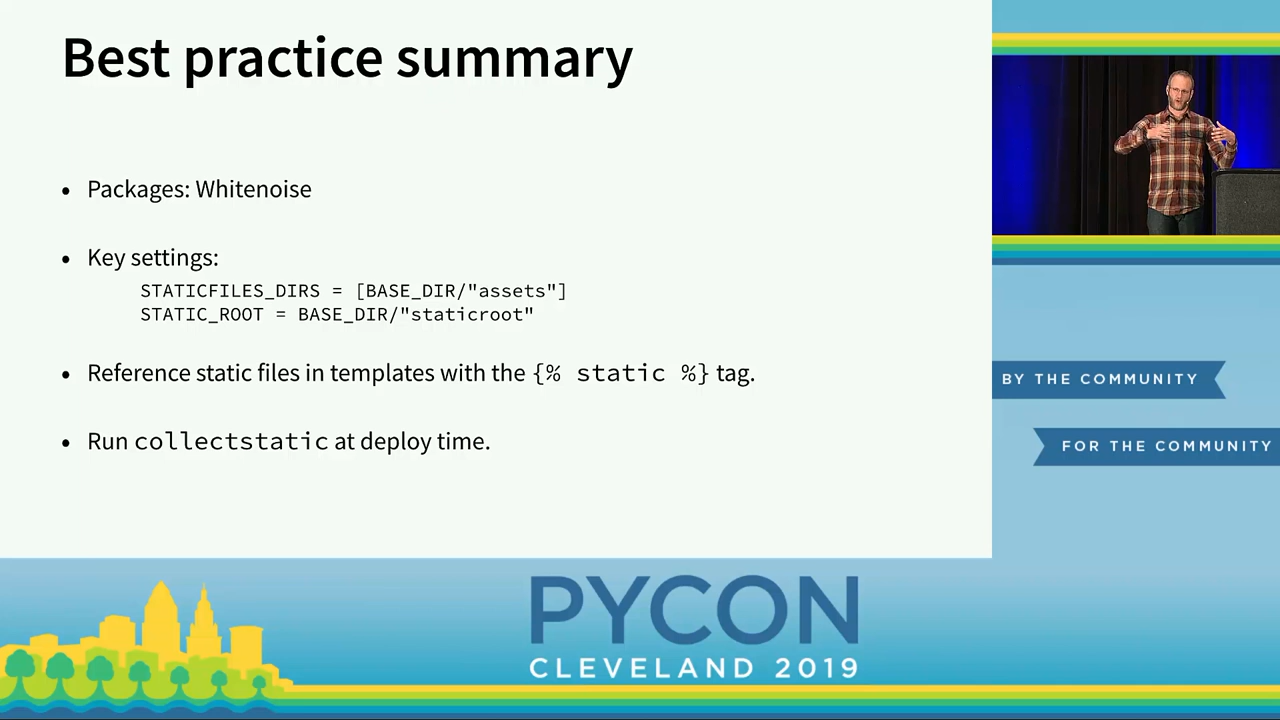 Best practice summary
• Packages: Whitenoise
• Key settings:
STATICFILES_DIRS = [BASE_DIR/"assets"]
STATIC_ROOT = BASE_DIR/"staticroot"
• Reference static files in templates with the {% static %} tag.
• Run collectstatic at deploy time.
BY THE COMMUNITY
FOR THE COMMUNITY
PYCON
CLEVELAND 2019